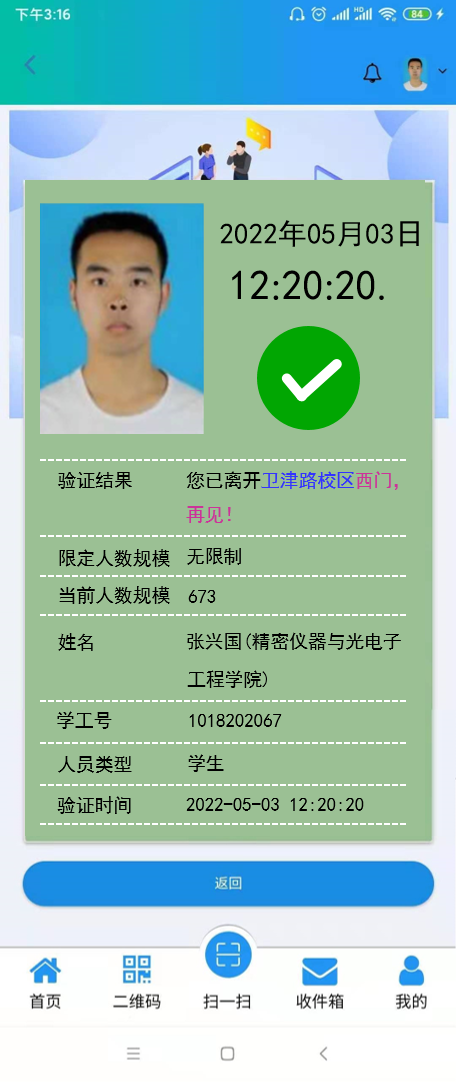 下午3:16
HD
84
2022年05月03日
12:20:20.
验证结果 您已离开卫津路校区西门，
再见！
限定人数规模 无限制
当前人数规模 673
姓名 张兴国(精密仪器与光电子
工程学院)
学工号 1018202067
人员类型 学生
验证时间 2022-05-03 12:20:20
返回
首页 二维码 扫一扫 收件箱 我的